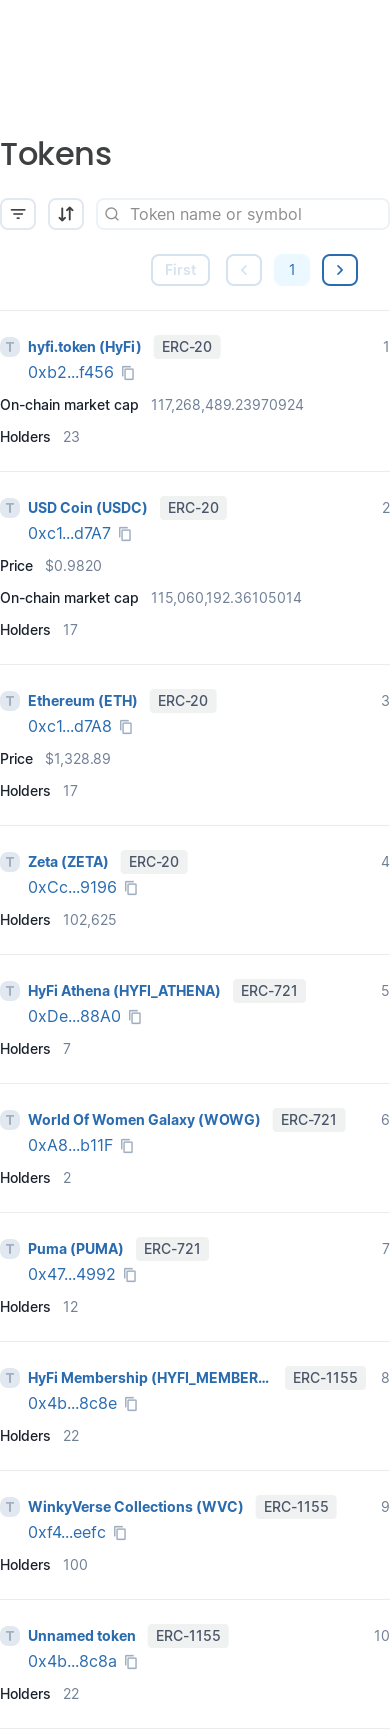 Tokens
Token name or symbol
First 1
T hyfi.token (HyFi) ERC-20 1
0xb2...f456
On-chain market cap 117,268,489.23970924
Holders 23
T USD Coin (USDC) ERC-20 2
0xc1...d7A7
Price $0.9820
On-chain market cap 115,060,192.36105014
Holders 17
T Ethereum (ETH) ERC-20 3
0xc1...d7A8
Price $1,328.89
Holders 17
T Zeta (ZETA) ERC-20 4
0xCc...9196
Holders 102,625
T HyFi Athena (HYFI_ATHENA) ERC-721 5
0xDe...88A0
Holders 7
T World Of Women Galaxy (WOWG) ERC-721 6
0xA8...b11F
Holders 2
T Puma (PUMA) ERC-721 7
0x47...4992
Holders 12
T HyFi Membership (HYFI_MEMBER... ERC-1155 8
0x4b...8c8e
Holders 22
T WinkyVerse Collections (WVC) ERC-1155 9
0xf4...eefc
Holders 100
T Unnamed token ERC-1155 10
0x4b...8c8a
Holders 22